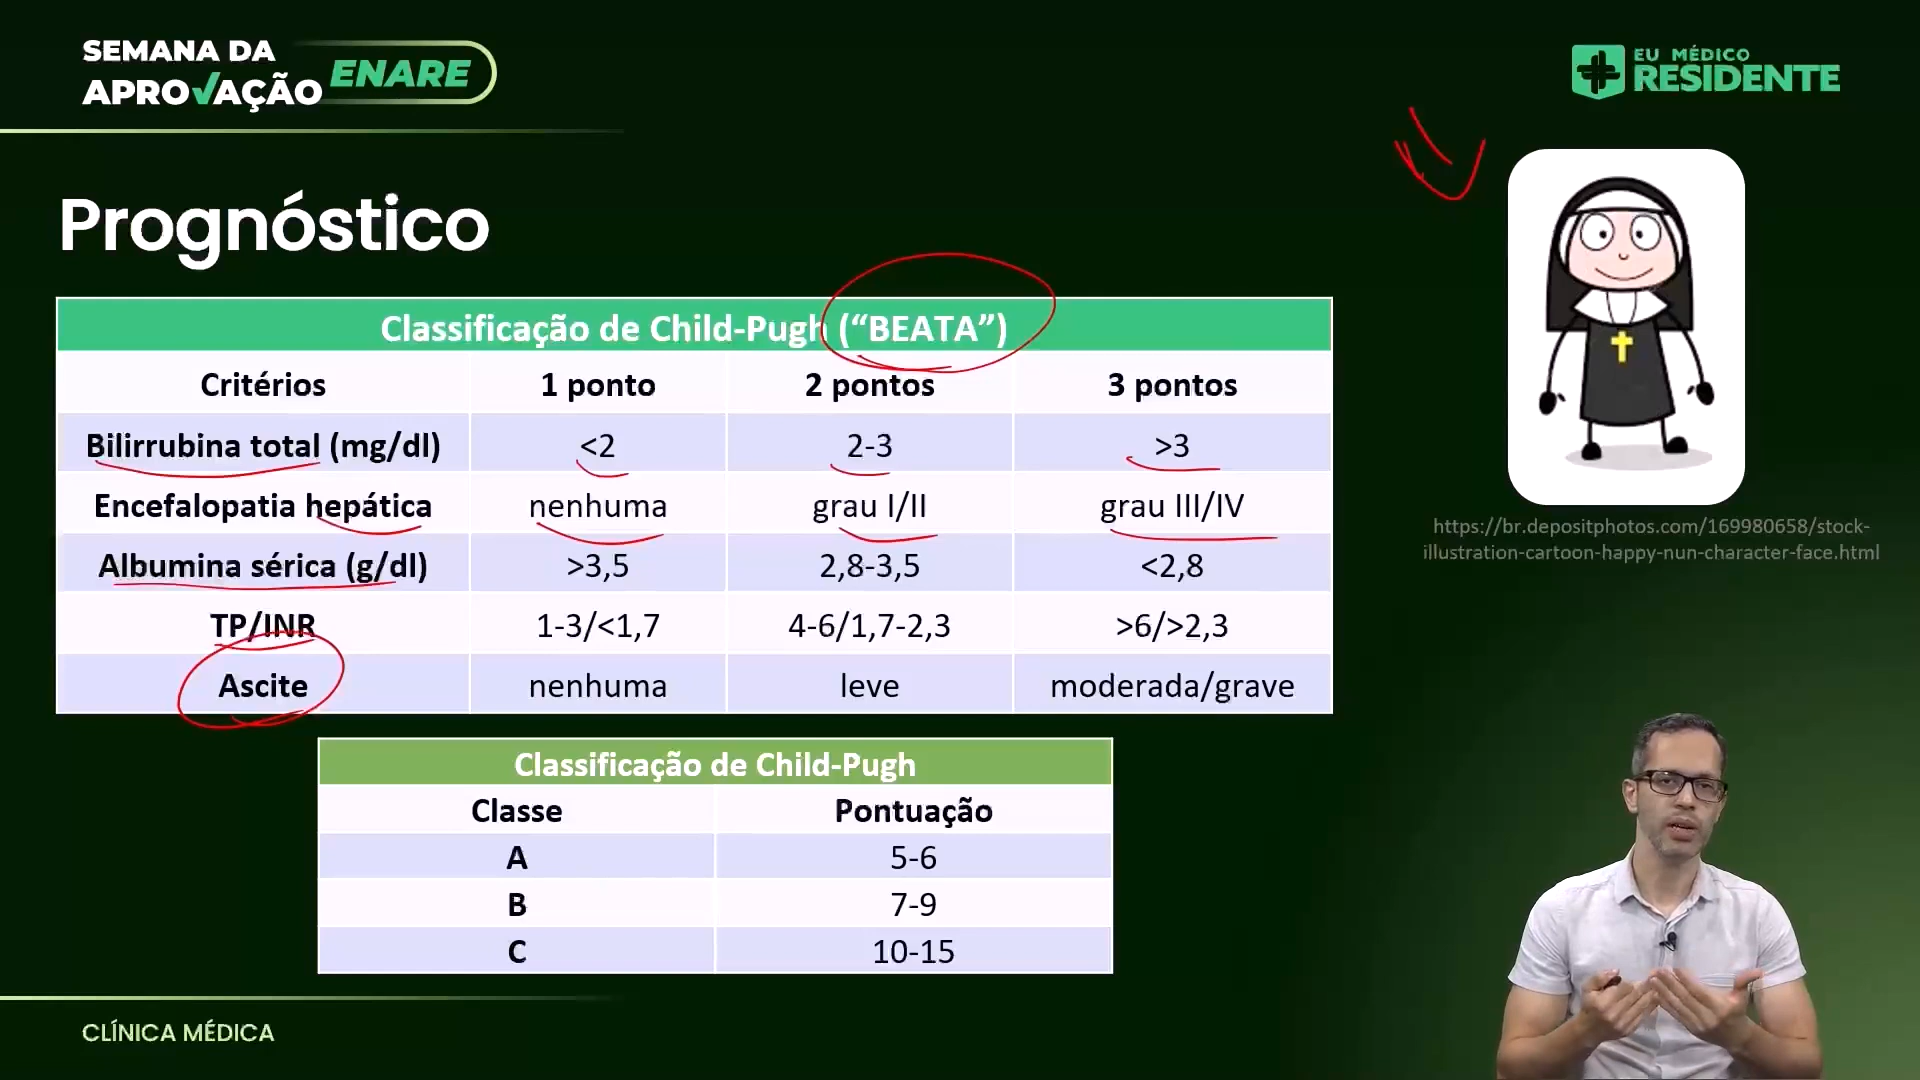 SEMANA DA
APROVAÇÃO
ENARE
EU MÉDICO
RESIDENTE
Prognóstico
Classificação de Child-Pugh (“BEATA”)
Critérios 1 ponto 2 pontos 3 pontos
Bilirrubina total (mg/dl) <2 2-3 >3
Encefalopatia hepática nenhuma grau I/II grau III/IV
Albumina sérica (g/dl) >3,5 2,8-3,5 <2,8
TP/INR 1-3/<1,7 4-6/1,7-2,3 >6/>2,3
Ascite nenhuma leve moderada/grave
https://br.depositphotos.com/169980658/stock-
illustration-cartoon-happy-nun-character-face.html
Classificação de Child-Pugh
Classe Pontuação
A 5-6
B 7-9
C 10-15
CLÍNICA MÉDICA